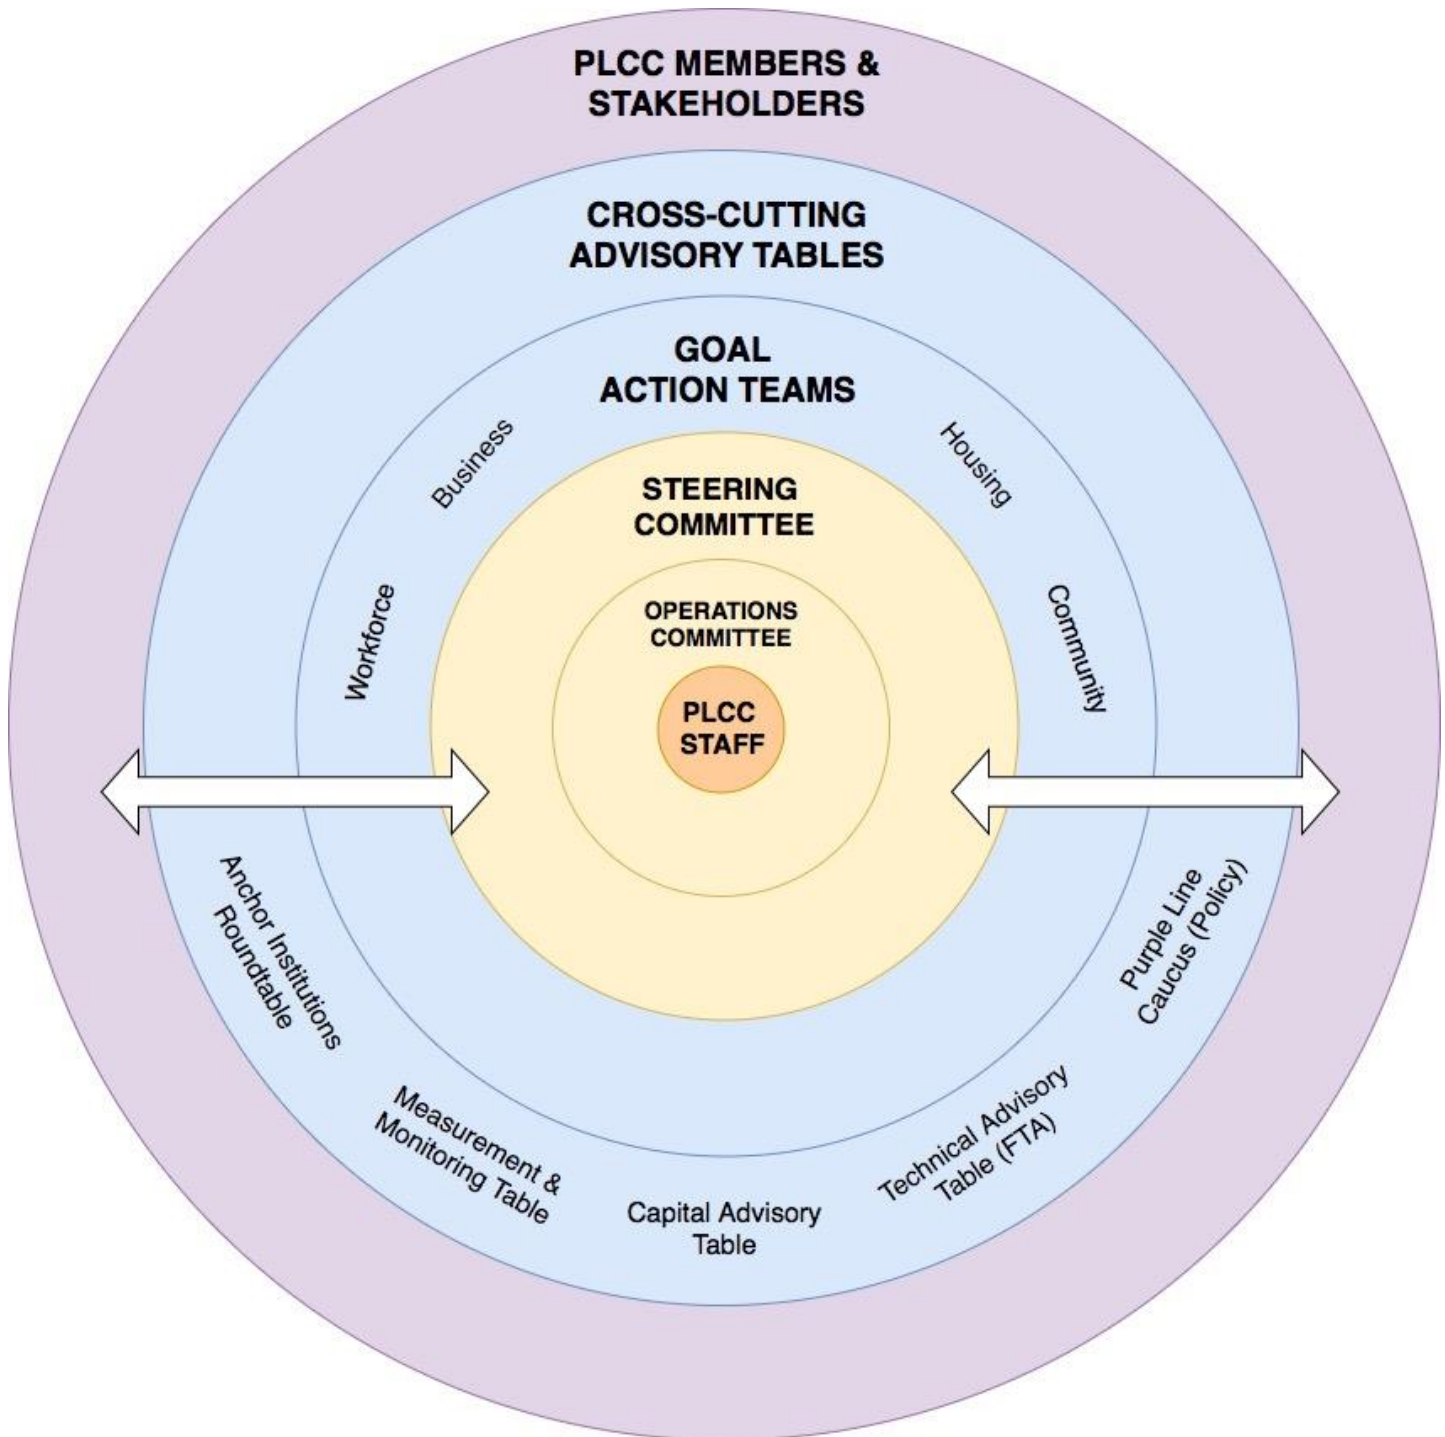 PLCC MEMBERS &
STAKEHOLDERS
CROSS-CUTTING
ADVISORY TABLES
GOAL
ACTION TEAMS
Business
Housing
STEERING
COMMITTEE
Workforce
Community
OPERATIONS
COMMITTEE
PLCC
STAFF
Anchor Institutions
Roundtable
Purple Line
Caucus (Policy)
Measurement &
Monitoring Table
Technical Advisory
Table (FTA)
Capital Advisory
Table